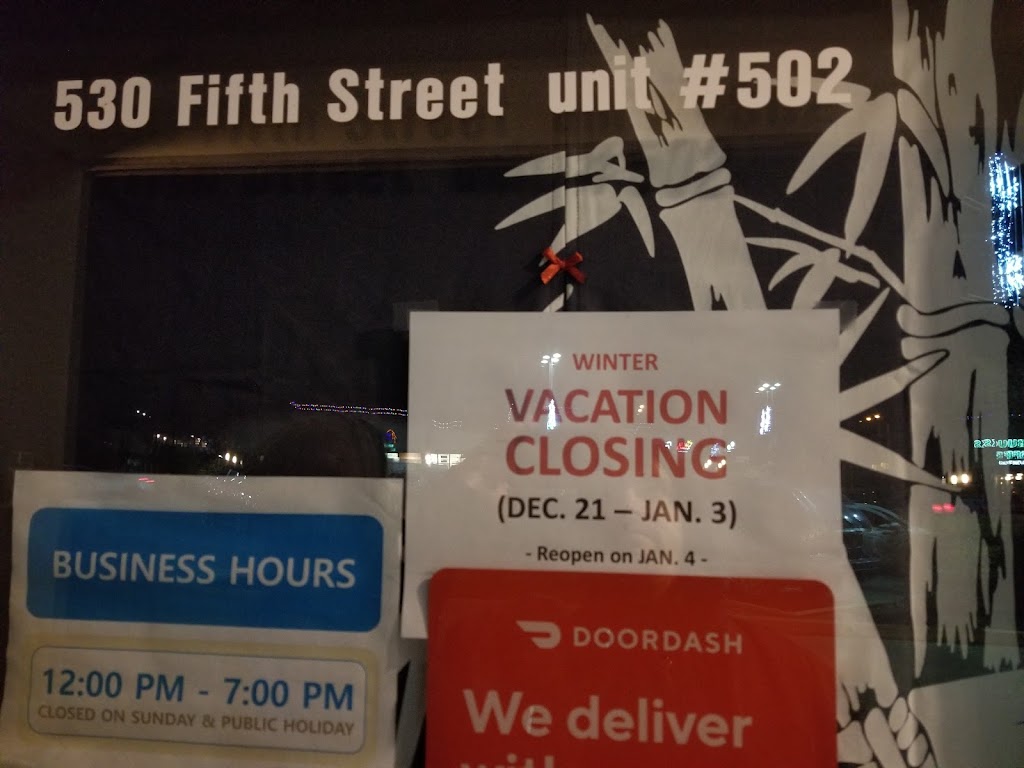 530 Fifth Street unit #502
WINTER
VACATION
CLOSING
(DEC. 21 – JAN. 3)
- Reopen on JAN. 4 -
BUSINESS HOURS
12:00 PM - 7:00 PM
CLOSED ON SUNDAY & PUBLIC HOLIDAY
DOORDASH
We deliver